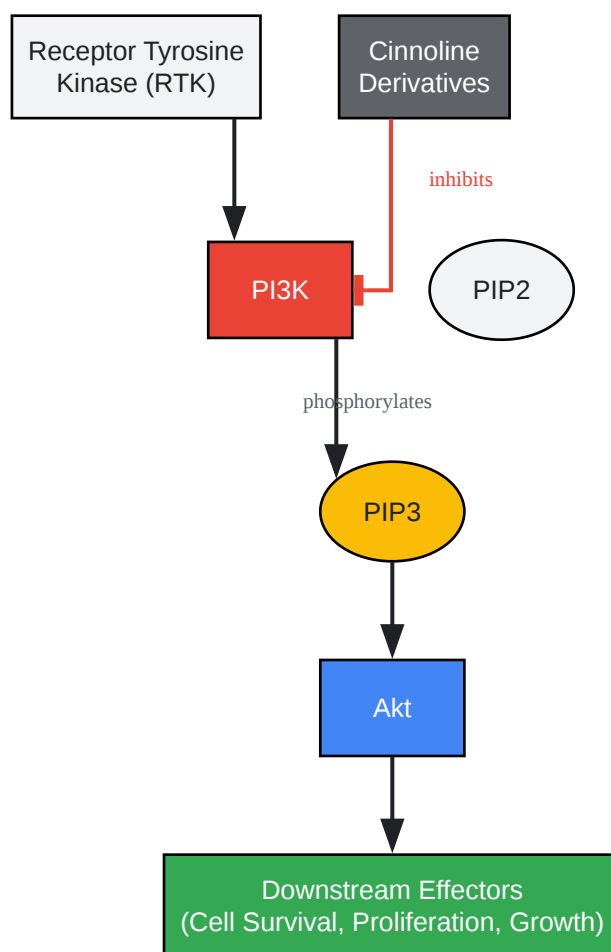 Receptor Tyrosine
Kinase (RTK)
Cinnoline
Derivatives
inhibits
PI3K
PIP2
phosphorylates
PIP3
Akt
Downstream Effectors
(Cell Survival, Proliferation, Growth)